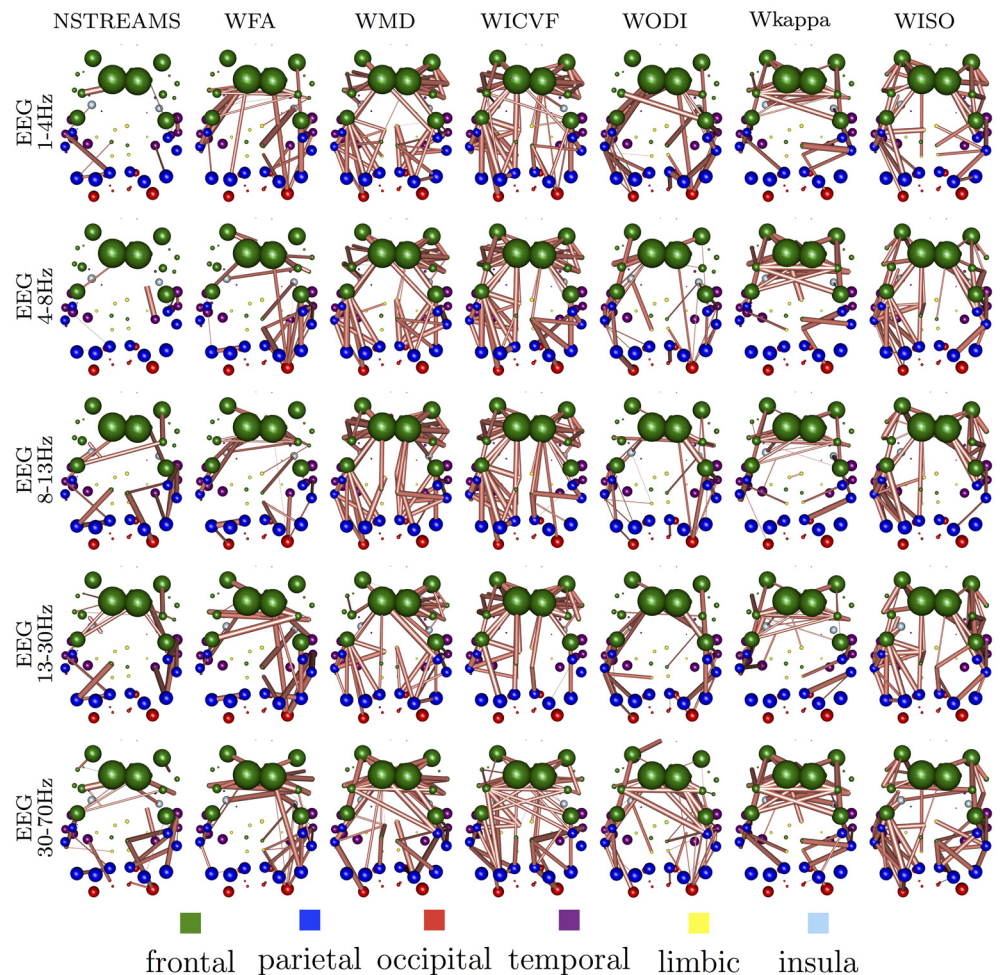 NSTREAMS WFA WMD WICVF WODI Wkappa WISO
EEG
1-4Hz
EEG
4-8Hz
EEG
8-13Hz
EEG
13-30Hz
EEG
30-70Hz
frontal parietal occipital temporal limbic insula